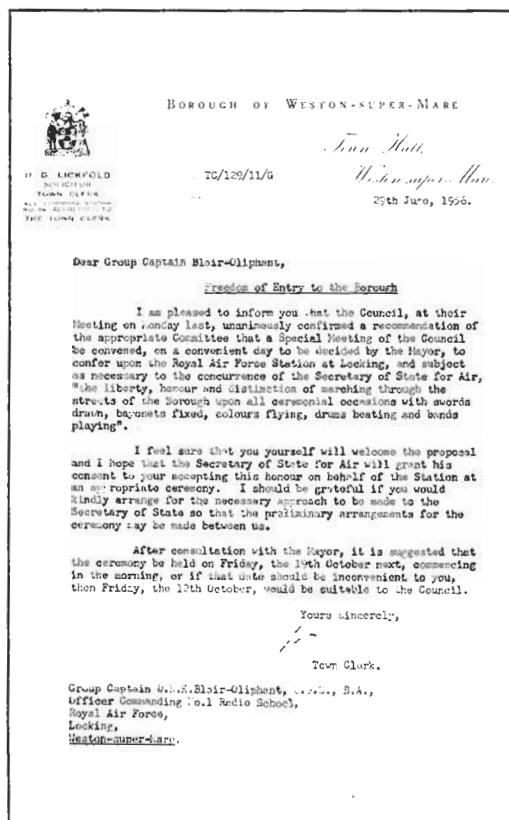 BOROUGH OF WESTON-SUPER-MARE
Town Hall,
Weston-super-Mare.
R. G. LICKFOLD
SOLICITOR
TOWN CLERK
ALL COMMUNICATIONS
TO BE ADDRESSED TO
THE TOWN CLERK
TC/129/11/G
29th June, 1956.
Dear Group Captain Blair-Oliphant,
Freedom of Entry to the Borough
I am pleased to inform you that the Council, at their
Meeting on Monday last, unanimously confirmed a recommendation of
the appropriate Committee that a Special Meeting of the Council
be convened, on a convenient day to be decided by the Mayor, to
confer upon the Royal Air Force Station at Locking, and subject
as necessary to the concurrence of the Secretary of State for Air,
"the liberty, honour and distinction of marching through the
streets of the Borough upon all ceremonial occasions with swords
drawn, bayonets fixed, colours flying, drums beating and bands
playing".
I feel sure that you yourself will welcome the proposal
and I hope that the Secretary of State for Air will grant his
consent to your accepting this honour on behalf of the Station at
an appropriate ceremony. I should be grateful if you would
kindly arrange for the necessary approach to be made to the
Secretary of State so that the preliminary arrangements for the
ceremony may be made between us.
After consultation with the Mayor, it is suggested that
the ceremony be held on Friday, the 19th October next, commencing
in the morning, or if that date should be inconvenient to you,
then Friday, the 12th October, would be suitable to the Council.
Yours sincerely,
Town Clerk.
Group Captain Blair-Oliphant, B.A.,
Officer Commanding No.1 Radio School,
Royal Air Force,
Locking,
Weston-super-Mare.